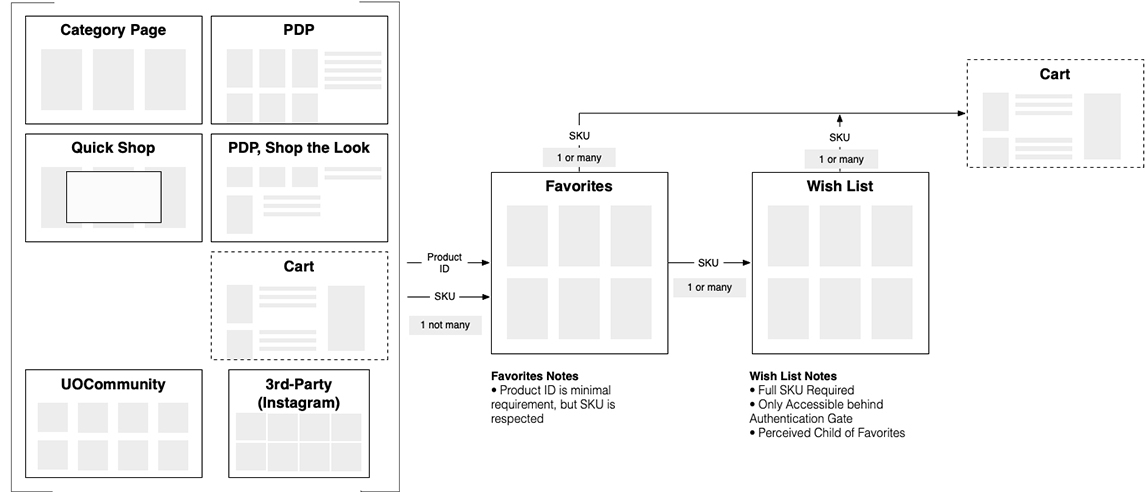 Category Page
PDP
Quick Shop
PDP, Shop the Look
Cart
UOCommunity
3rd-Party
(Instagram)
Product
ID
SKU
1 not many
SKU
1 or many
Favorites
Favorites Notes
• Product ID is minimal
requirement, but SKU is
respected
SKU
1 or many
SKU
1 or many
Wish List
Wish List Notes
• Full SKU Required
• Only Accessible behind
Authentication Gate
• Perceived Child of Favorites
Cart